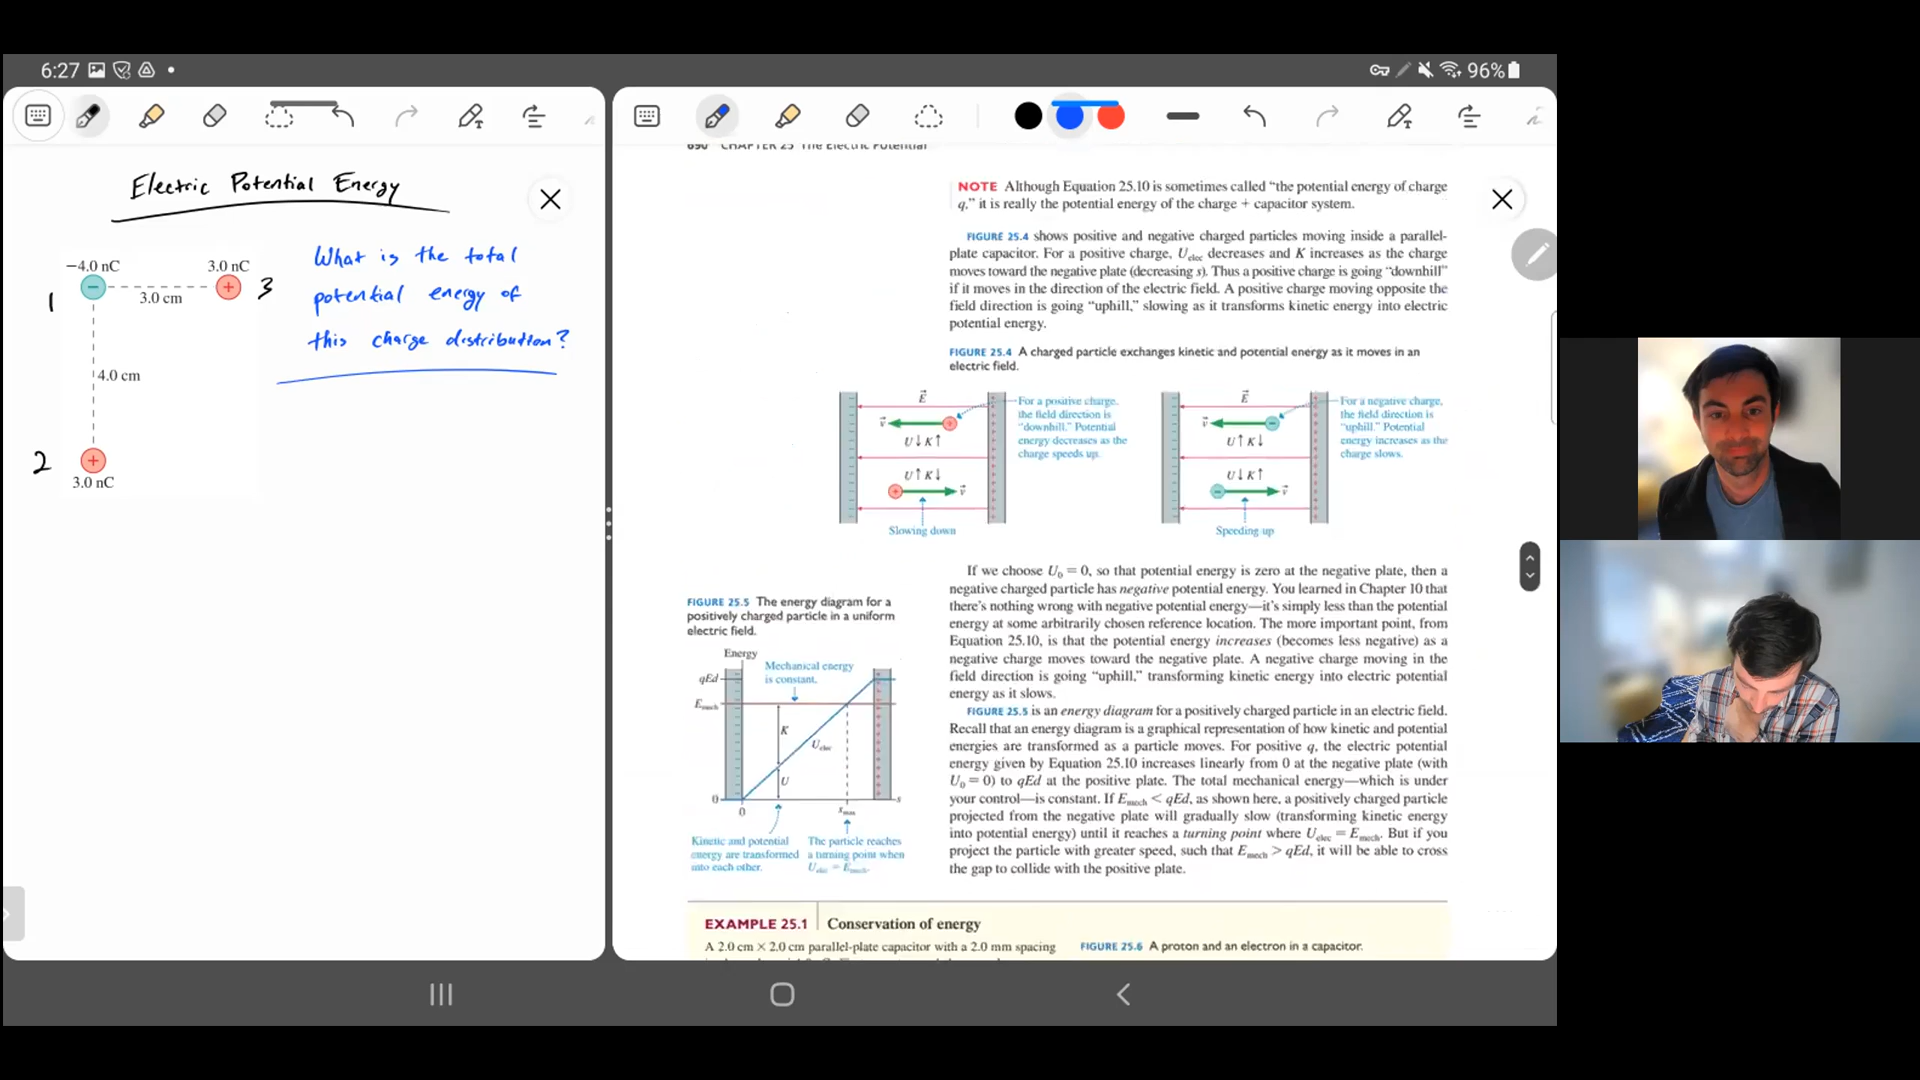 6:27
96%
Electric Potential Energy
−4.0 nC
3.0 nC
1
3
3.0 cm
4.0 cm
2
3.0 nC
What is the total
potential energy of
this charge distribution?
690 CHAPTER 25 The Electric Potential
NOTE Although Equation 25.10 is sometimes called “the potential energy of charge
q,” it is really the potential energy of the charge + capacitor system.
FIGURE 25.4 shows positive and negative charged particles moving inside a parallel-
plate capacitor. For a positive charge, Uelec decreases and K increases as the charge
moves toward the negative plate (decreasing s). Thus a positive charge is going “downhill”
if it moves in the direction of the electric field. A positive charge moving opposite the
field direction is going “uphill,” slowing as it transforms kinetic energy into electric
potential energy.
FIGURE 25.4 A charged particle exchanges kinetic and potential energy as it moves in an
electric field.
E
v
U↓K↑
U↑K↓
v
Slowing down
For a positive charge,
the field direction is
“downhill.” Potential
energy decreases as the
charge speeds up.
E
v
U↑K↓
U↓K↑
v
Speeding up
For a negative charge,
the field direction is
“uphill.” Potential
energy increases as the
charge slows.
If we choose U0 = 0, so that potential energy is zero at the negative plate, then a
negative charged particle has negative potential energy. You learned in Chapter 10 that
there’s nothing wrong with negative potential energy—it’s simply less than the potential
energy at some arbitrarily chosen reference location. The more important point, from
Equation 25.10, is that the potential energy increases (becomes less negative) as a
negative charge moves toward the negative plate. A negative charge moving in the
field direction is going “uphill,” transforming kinetic energy into electric potential
energy as it slows.
FIGURE 25.5 is an energy diagram for a positively charged particle in an electric field.
Recall that an energy diagram is a graphical representation of how kinetic and potential
energies are transformed as a particle moves. For positive q, the electric potential
energy given by Equation 25.10 increases linearly from 0 at the negative plate (with
U0 = 0) to qEd at the positive plate. The total mechanical energy—which is under
your control—is constant. If Emech < qEd, as shown here, a positively charged particle
projected from the negative plate will gradually slow (transforming kinetic energy
into potential energy) until it reaches a turning point where Uelec = Emech. But if you
project the particle with greater speed, such that Emech > qEd, it will be able to cross
the gap to collide with the positive plate.
FIGURE 25.5 The energy diagram for a
positively charged particle in a uniform
electric field.
Energy
qEd
Emech
Mechanical energy
is constant.
K
Uelec
U
0
0
s
Kinetic and potential
energy are transformed
into each other.
The particle reaches
a turning point when
Uelec = Emech.
EXAMPLE 25.1 Conservation of energy
A 2.0 cm × 2.0 cm parallel-plate capacitor with a 2.0 mm spacing
FIGURE 25.6 A proton and an electron in a capacitor.